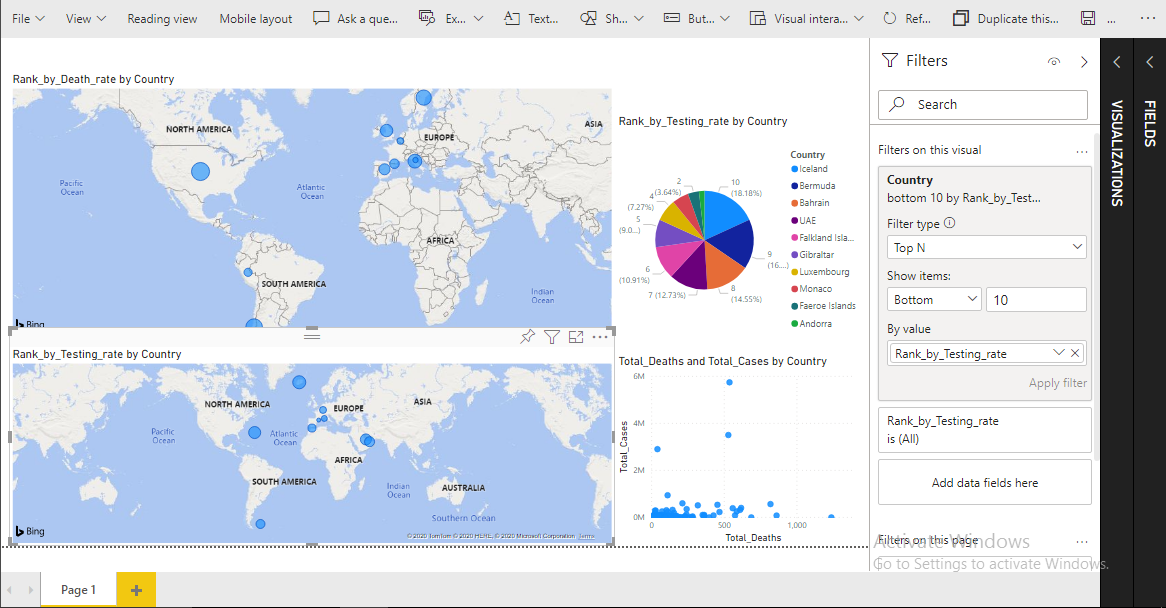 File View Reading view Mobile layout Ask a que... Ex... Text... Sh... But... Visual intera... Ref... Duplicate this... ...
Rank_by_Death_rate by Country
NORTH AMERICA
EUROPE
ASIA
Pacific
Ocean
Atlantic
Ocean
AFRICA
SOUTH AMERICA
Indian
Ocean
Bing
Rank_by_Testing_rate by Country
Country
Iceland
Bermuda
Bahrain
UAE
Falkland Isla...
Gibraltar
Luxembourg
Monaco
Faeroe Islands
Andorra
10
(18.18%)
9
(16....)
8
(14.55%)
7 (12.73%)
6
(10.91%)
5
(9.0...)
4
(7.27%)
2
(3.64%)
Rank_by_Testing_rate by Country
NORTH AMERICA
EUROPE
ASIA
Pacific
Ocean
Atlantic
Ocean
AFRICA
SOUTH AMERICA
Indian
Ocean
AUSTRALIA
Southern Ocean
Bing
© 2020 TomTom © 2020 HERE, © 2020 Microsoft Corporation Terms
Total_Deaths and Total_Cases by Country
6M
4M
2M
0M
Total_Cases
0 500 1,000
Total_Deaths
Filters
Search
Filters on this visual
...
Country
bottom 10 by Rank_by_Test...
Filter type
Top N
Show items:
Bottom 10
By value
Rank_by_Testing_rate
Apply filter
Rank_by_Testing_rate
is (All)
Add data fields here
Filters on this page
...
VISUALIZATIONS
FIELDS
Activate Windows
Go to Settings to activate Windows.
Page 1